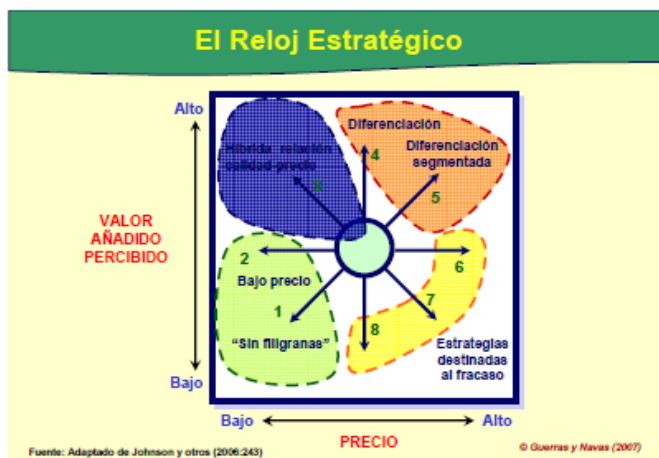 El Reloj Estratégico
Alto
Diferenciación
Híbrida relación
calidad-precio
Diferenciación
segmentada
4
3
5
VALOR
AÑADIDO
PERCIBIDO
2
6
Bajo precio
7
1
8
"Sin filigranas"
Estrategias
destinadas
al fracaso
Bajo
Bajo
Alto
PRECIO
Fuente: Adaptado de Johnson y otros (2006:243)
© Guerras y Navas (2007)